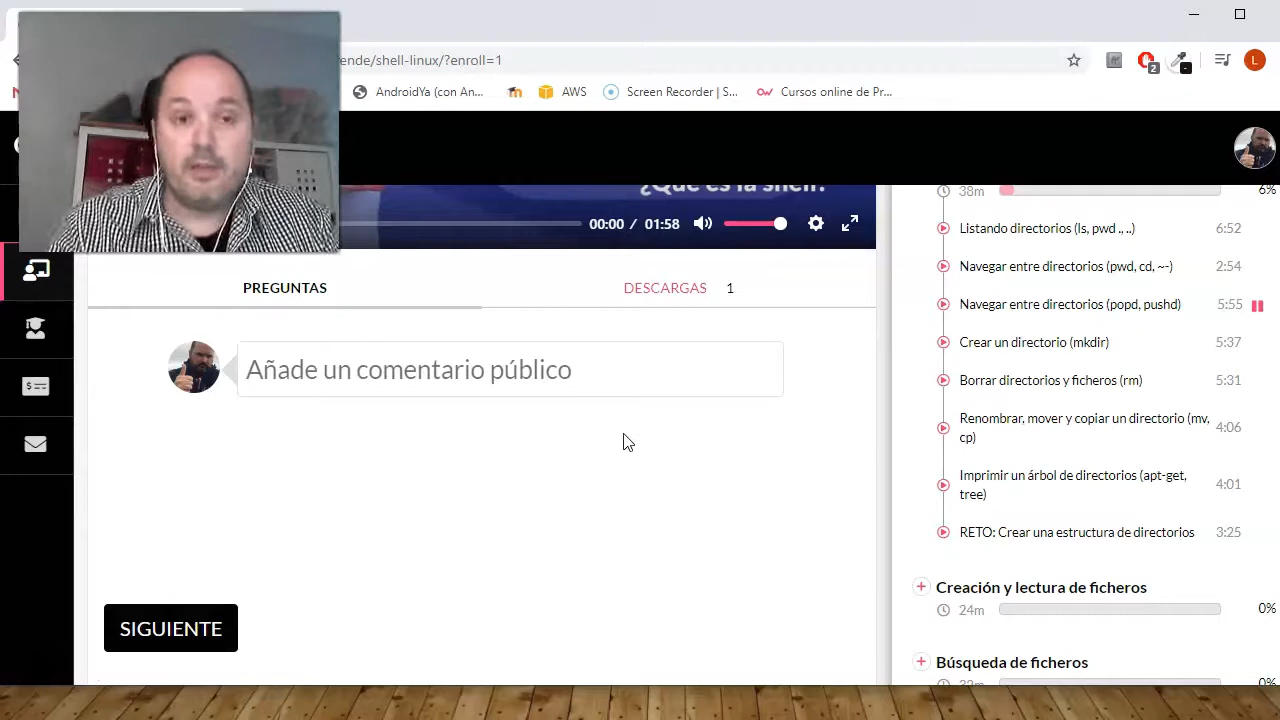 ende/shell-linux/?enroll=1
2
-
L
AndroidYa (con An...
AWS
Screen Recorder | S...
Cursos online de Pr...
¿Qué es la shell?
00:00 / 01:58
38m
6%
Listando directorios (ls, pwd ., ..)
6:52
Navegar entre directorios (pwd, cd, ~-)
2:54
Navegar entre directorios (popd, pushd)
5:55
Crear un directorio (mkdir)
5:37
Borrar directorios y ficheros (rm)
5:31
Renombrar, mover y copiar un directorio (mv,
cp)
4:06
Imprimir un árbol de directorios (apt-get,
tree)
4:01
RETO: Crear una estructura de directorios
3:25
Creación y lectura de ficheros
24m
0%
Búsqueda de ficheros
32m
0%
PREGUNTAS
DESCARGAS 1
Añade un comentario público
SIGUIENTE